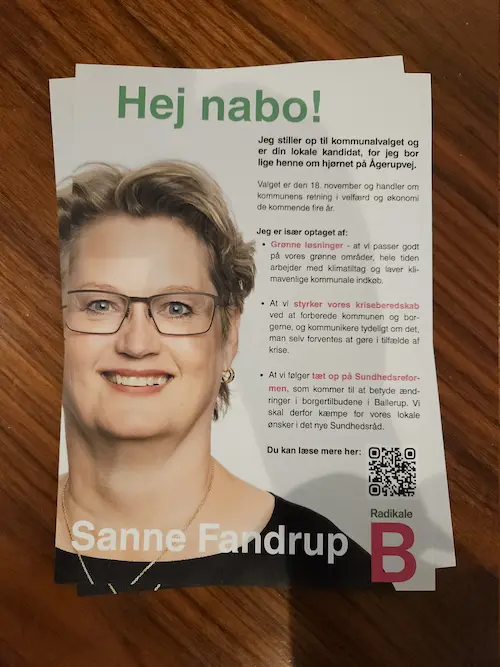 Hej nabo!
Jeg stiller op til kommunalvalget og
er din lokale kandidat, for jeg bor
lige henne om hjørnet på Ågerupvej.
Valget er den 18. november og handler om
kommunens retning i velfærd og økonomi
de kommende fire år.
Jeg er især optaget af:
• Grønne løsninger - at vi passer godt
på vores grønne områder, hele tiden
arbejder med klimatiltag og laver kli-
mavenlige kommunale indkøb.
• At vi styrker vores kriseberedskab
ved at forberede kommunen og bor-
gerne, og kommunikere tydeligt om det,
man selv forventes at gøre i tilfælde af
krise.
• At vi følger tæt op på Sundhedsrefor-
men, som kommer til at betyde æn-
dringer i borgertilbudene i Ballerup. Vi
skal derfor kæmpe for vores lokale
ønsker i det nye Sundhedsråd.
Du kan læse mere her:
Sanne Fandrup
Radikale
B